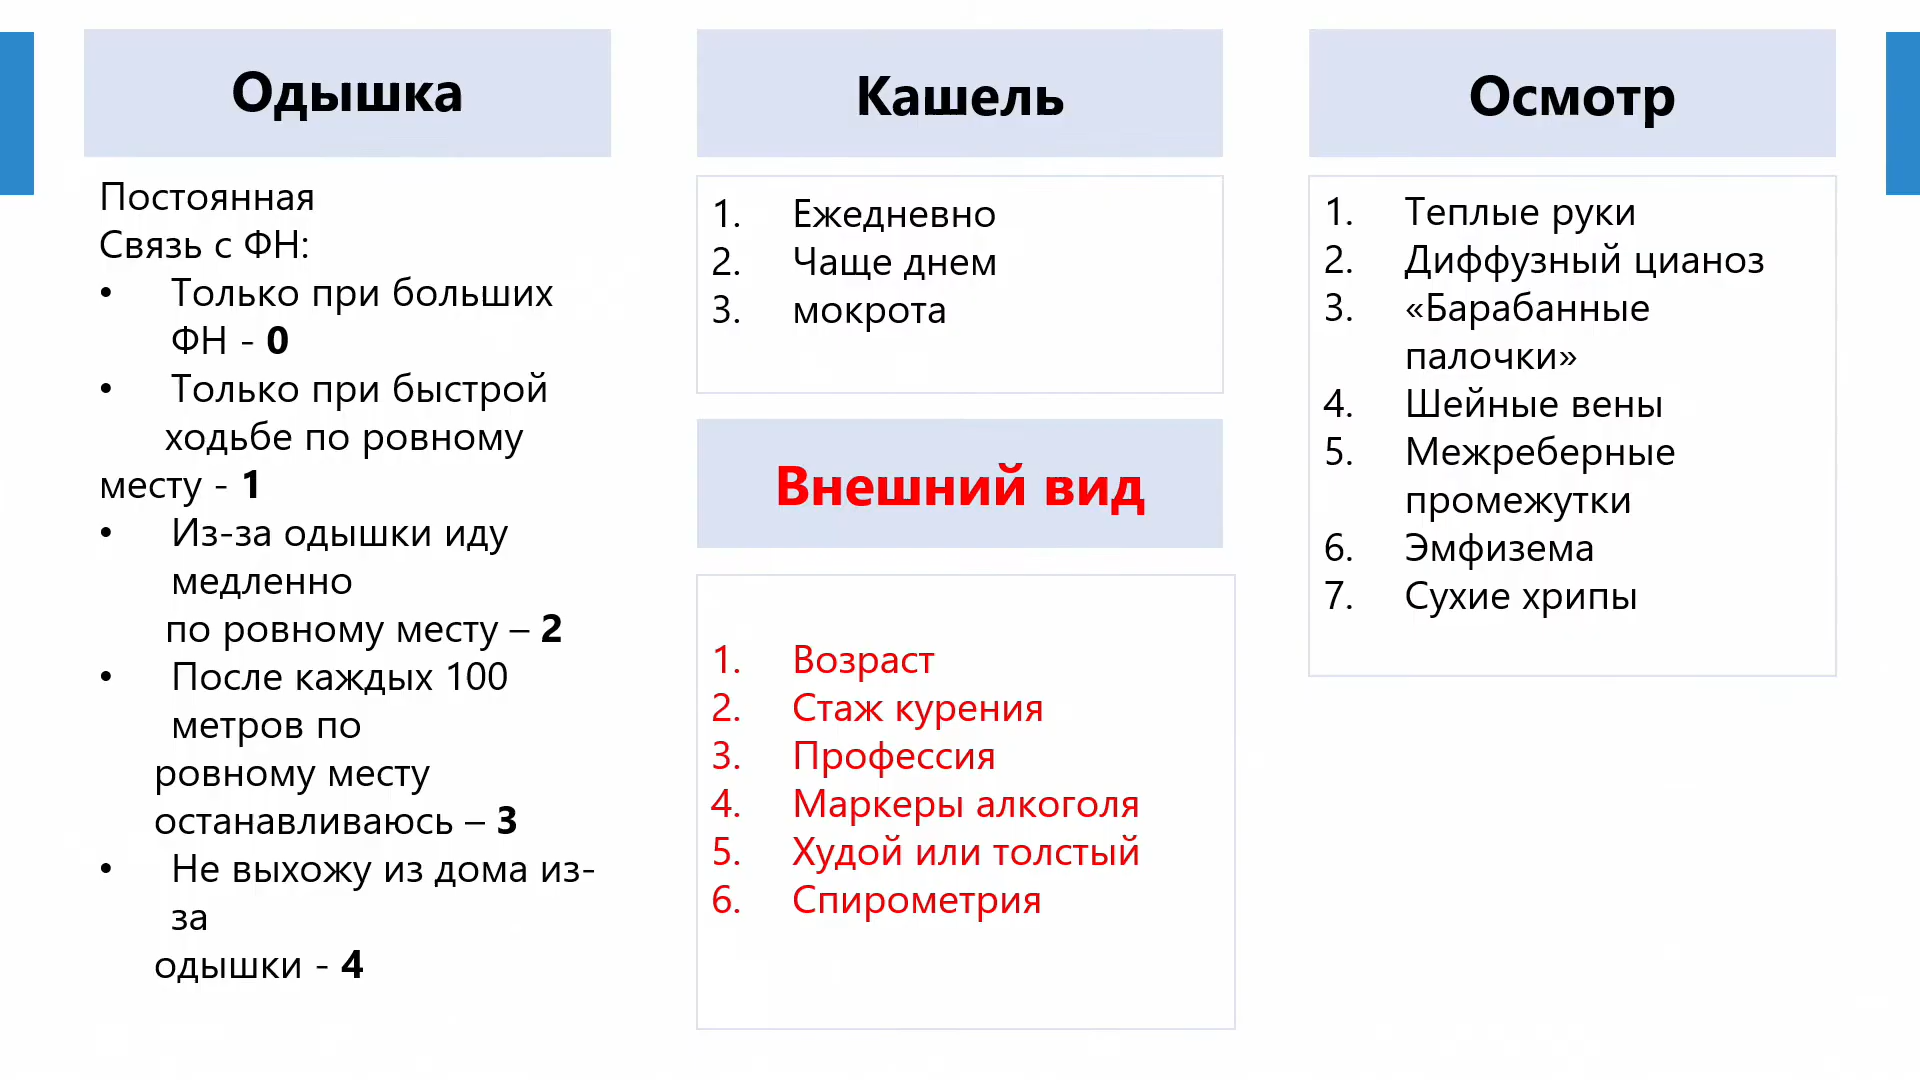 Одышка
Постоянная
Связь с ФН:
• Только при больших
ФН - 0
• Только при быстрой
ходьбе по ровному
месту - 1
• Из-за одышки иду
медленно
по ровному месту – 2
• После каждых 100
метров по
ровному месту
останавливаюсь – 3
• Не выхожу из дома из-
за
одышки - 4
Кашель
1. Ежедневно
2. Чаще днем
3. мокрота
Внешний вид
1. Возраст
2. Стаж курения
3. Профессия
4. Маркеры алкоголя
5. Худой или толстый
6. Спирометрия
Осмотр
1. Теплые руки
2. Диффузный цианоз
3. «Барабанные
палочки»
4. Шейные вены
5. Межреберные
промежутки
6. Эмфизема
7. Сухие хрипы